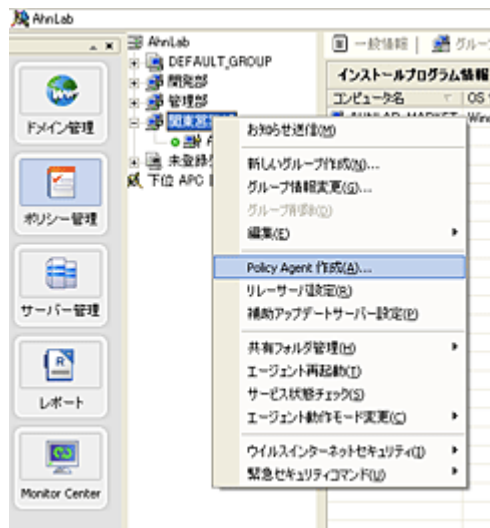 AhnLab
ドメイン管理
ポリシー管理
サーバー管理
レポート
Monitor Center
AhnLab
DEFAULT_GROUP
開発部
管理部
関東営
未登録
下位 APC
一般情報
グルー
インストールプログラム情報
コンピュータ名
OS
お知らせ送信(M)
新しいグループ作成(N)...
グループ情報変更(G)...
グループ削除(D)
編集(E)
Policy Agent 作成(A)...
リレーサーバ設定(R)
補助アップデートサーバー設定(P)
共有フォルダ管理(H)
エージェント再起動(T)
サービス状態チェック(S)
エージェント動作モード変更(C)
ウイルスインターネットセキュリティ(I)
緊急セキュリティコマンド(U)